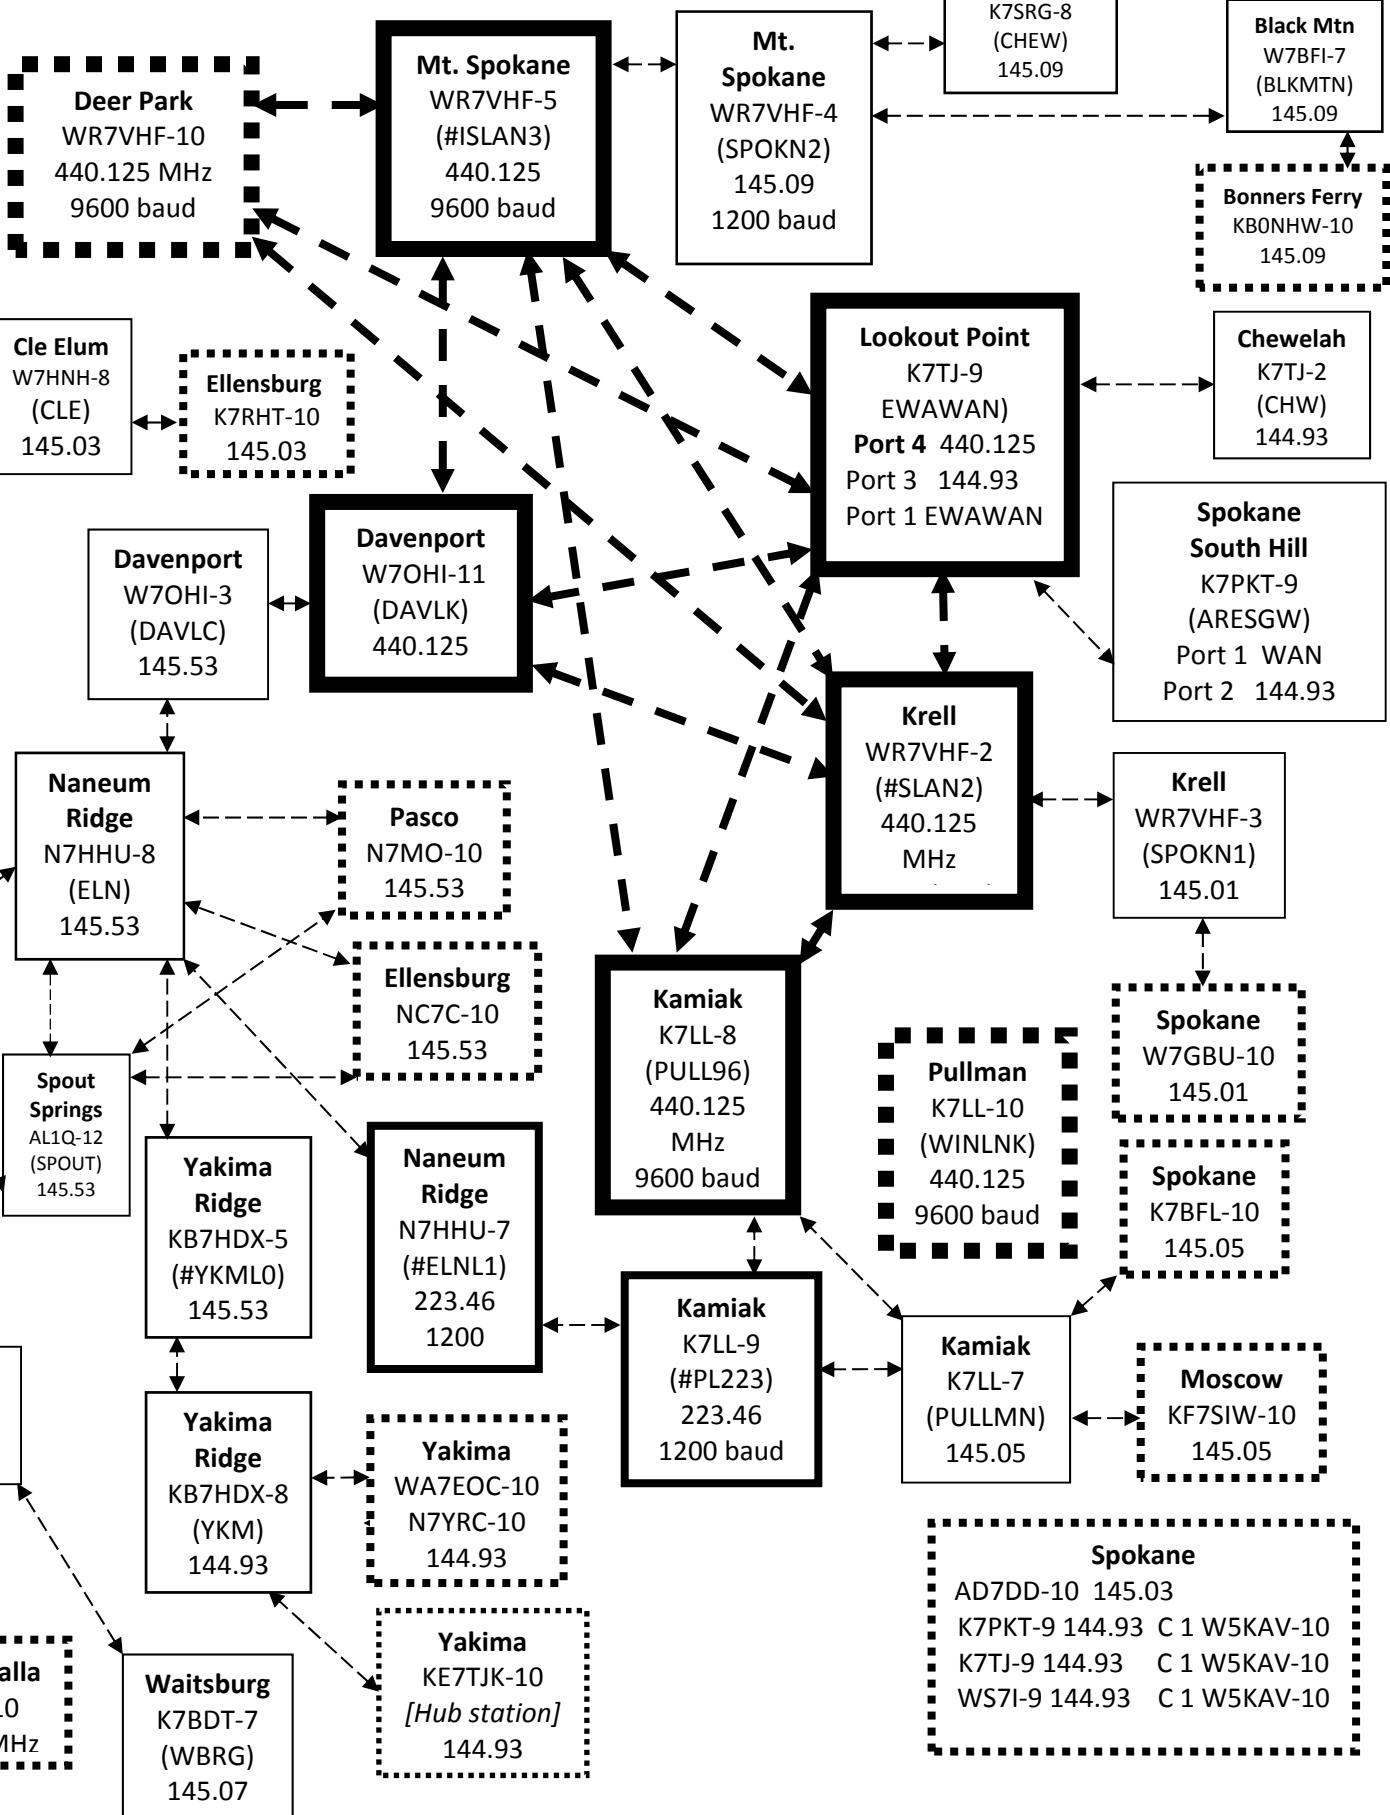 K7SRG-8
(CHEW)
145.09
Black Mtn
W7BFI-7
(BLKMTN)
145.09
Deer Park
WR7VHF-10
440.125 MHz
9600 baud
Mt. Spokane
WR7VHF-5
(#ISLAN3)
440.125
9600 baud
Mt.
Spokane
WR7VHF-4
(SPOKN2)
145.09
1200 baud
Bonners Ferry
KB0NHW-10
145.09
Cle Elum
W7HNH-8
(CLE)
145.03
Ellensburg
K7RHT-10
145.03
Lookout Point
K7TJ-9
EWAWAN)
Port 4 440.125
Port 3 144.93
Port 1 EWAWAN
Chewelah
K7TJ-2
(CHW)
144.93
Davenport
W7OHI-3
(DAVLC)
145.53
Davenport
W7OHI-11
(DAVLK)
440.125
Spokane
South Hill
K7PKT-9
(ARESGW)
Port 1 WAN
Port 2 144.93
Naneum
Ridge
N7HHU-8
(ELN)
145.53
Pasco
N7MO-10
145.53
Krell
WR7VHF-2
(#SLAN2)
440.125
MHz
Krell
WR7VHF-3
(SPOKN1)
145.01
Ellensburg
NC7C-10
145.53
Kamiak
K7LL-8
(PULL96)
440.125
MHz
9600 baud
Pullman
K7LL-10
(WINLNK)
440.125
9600 baud
Spokane
W7GBU-10
145.01
Spout
Springs
AL1Q-12
(SPOUT)
145.53
Yakima
Ridge
KB7HDX-5
(#YKML0)
145.53
Naneum
Ridge
N7HHU-7
(#ELNL1)
223.46
1200
Spokane
K7BFL-10
145.05
Kamiak
K7LL-9
(#PL223)
223.46
1200 baud
Kamiak
K7LL-7
(PULLMN)
145.05
Moscow
KF7SIW-10
145.05
Yakima
Ridge
KB7HDX-8
(YKM)
144.93
Yakima
WA7EOC-10
N7YRC-10
144.93
Spokane
AD7DD-10 145.03
K7PKT-9 144.93 C 1 W5KAV-10
K7TJ-9 144.93 C 1 W5KAV-10
WS7I-9 144.93 C 1 W5KAV-10
Yakima
KE7TJK-10
[Hub station]
144.93
alla
10
MHz
Waitsburg
K7BDT-7
(WBRG)
145.07